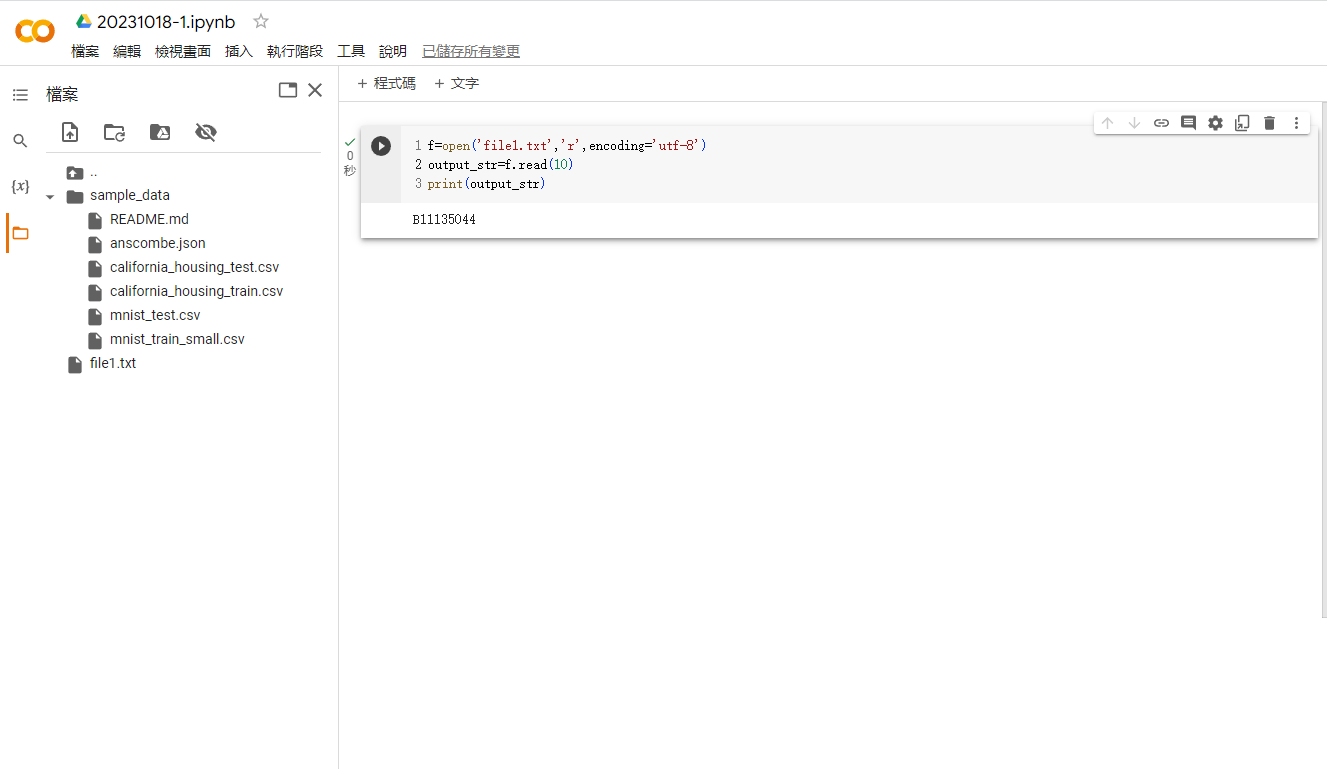 20231018-1.ipynb
檔案 編輯 檢視畫面 插入 執行階段 工具 說明 已儲存所有變更
檔案
+ 程式碼 + 文字
{x}
..
sample_data
README.md
anscombe.json
california_housing_test.csv
california_housing_train.csv
mnist_test.csv
mnist_train_small.csv
file1.txt
0
秒
1 f=open('file1.txt','r',encoding='utf-8')
2 output_str=f.read(10)
3 print(output_str)
B11135044